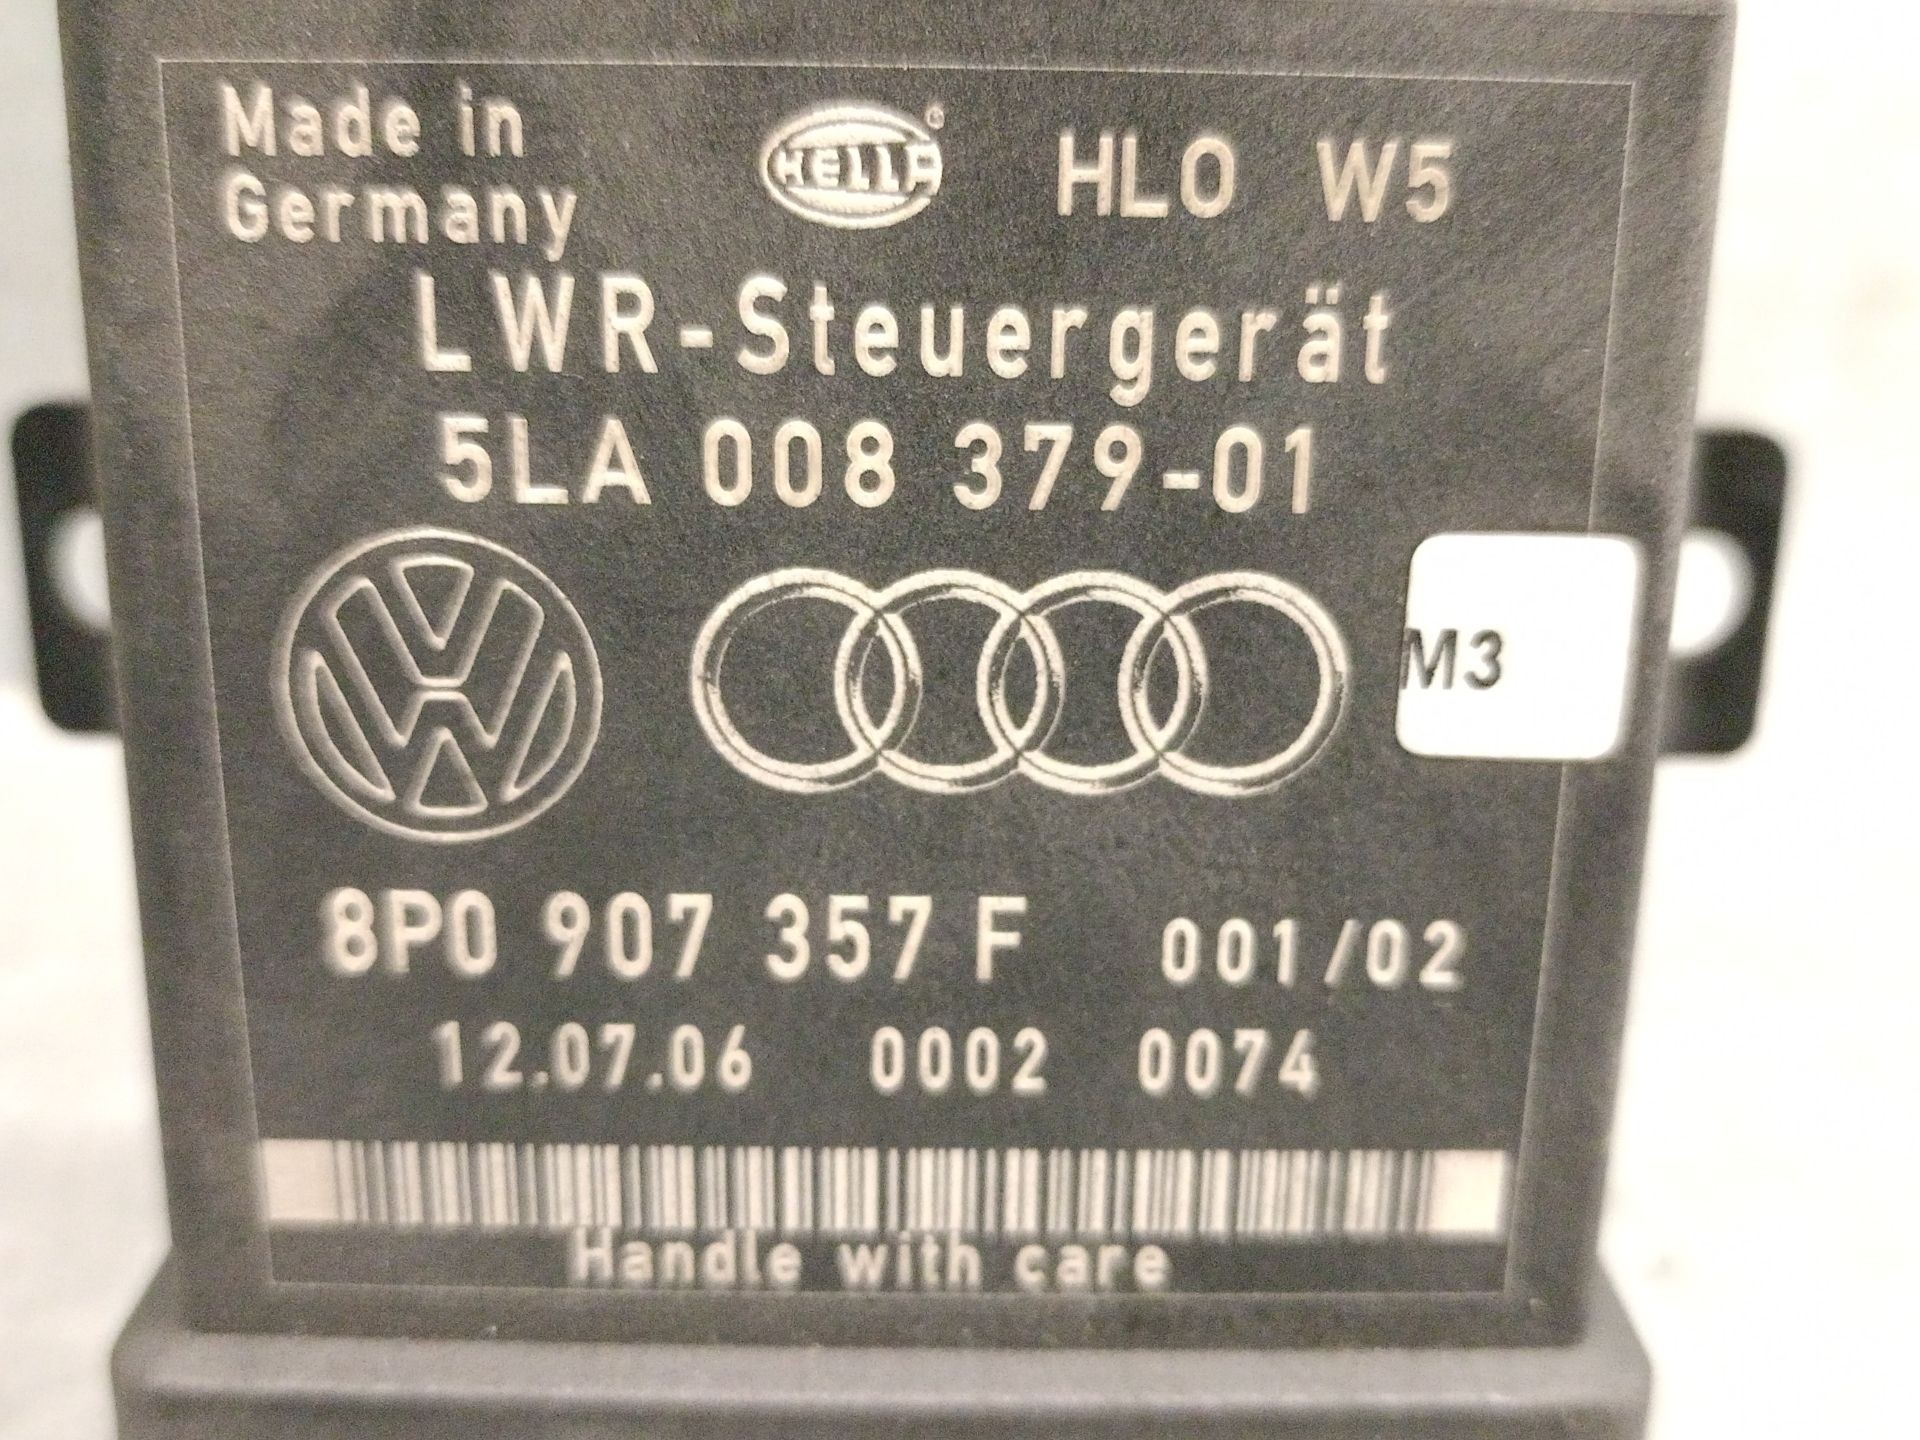 Made in
Germany
HELLA ®
HLO W5
LWR-Steuergerät
5LA 008 379-01
M3
8P0 907 357 F 001/02
12.07.06 0002 0074
Handle with care